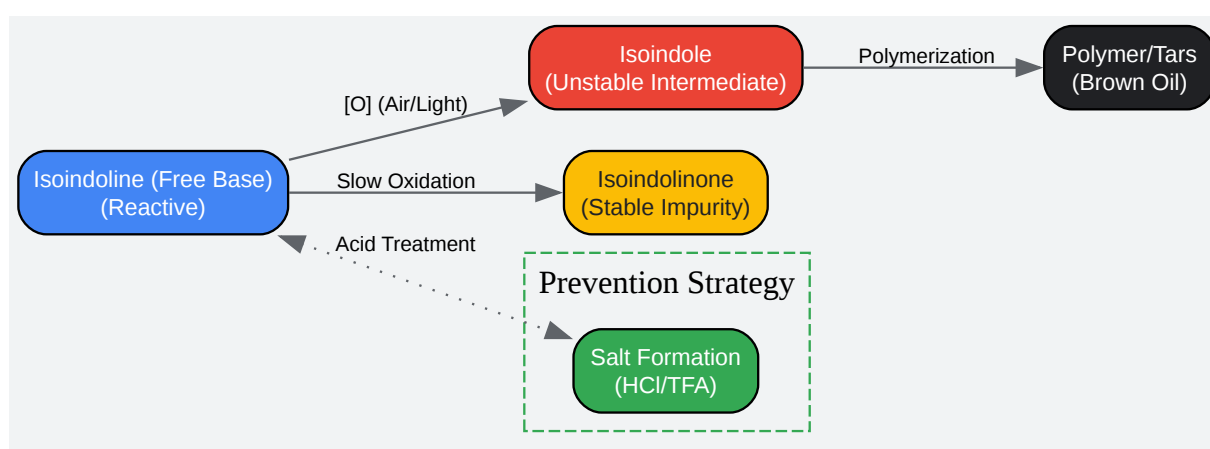 Isoindole
(Unstable Intermediate)
Polymerization
Polymer/Tars
(Brown Oil)
[O] (Air/Light)
Isoindoline (Free Base)
(Reactive)
Slow Oxidation
Isoindolinone
(Stable Impurity)
Acid Treatment
Prevention Strategy
Salt Formation
(HCl/TFA)